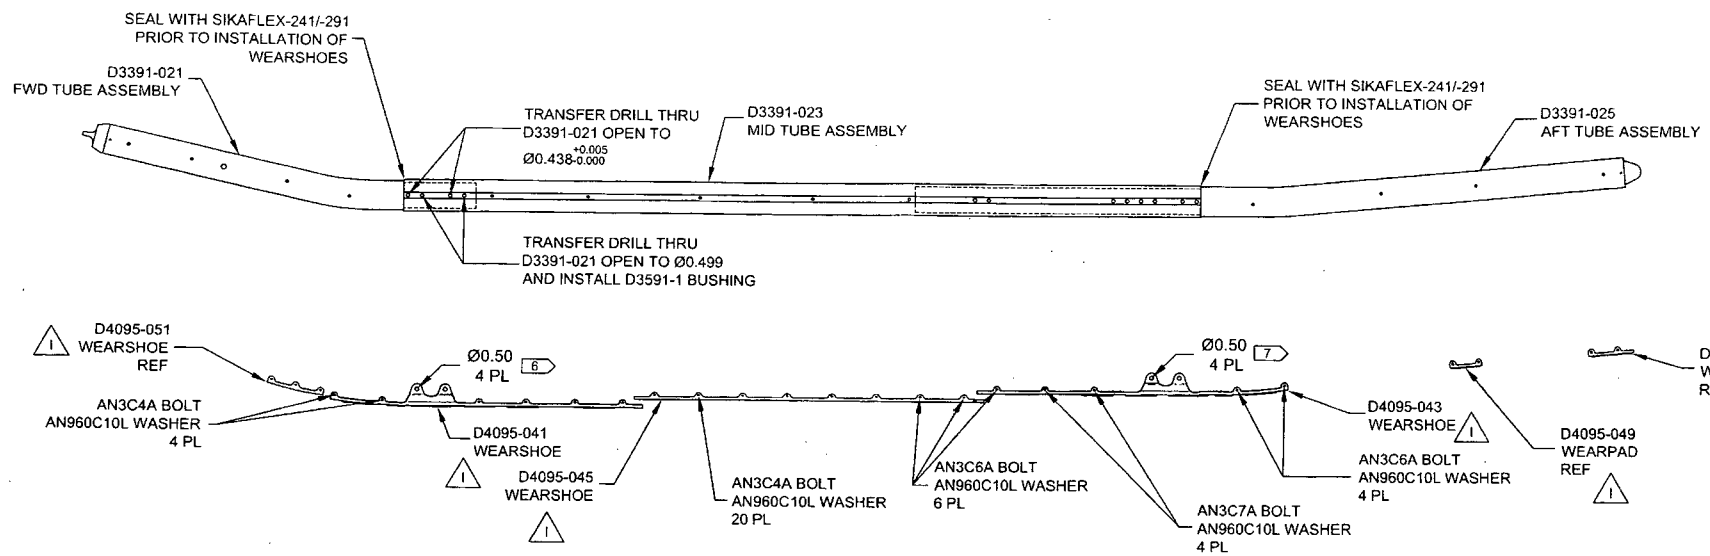 SEAL WITH SIKAFLEX-241/-291
PRIOR TO INSTALLATION OF
WEARSHOES
D3391-021
FWD TUBE ASSEMBLY
TRANSFER DRILL THRU
D3391-021 OPEN TO
Ø0.438+0.005-0.000
D3391-023
MID TUBE ASSEMBLY
SEAL WITH SIKAFLEX-241/-291
PRIOR TO INSTALLATION OF
WEARSHOES
D3391-025
AFT TUBE ASSEMBLY
TRANSFER DRILL THRU
D3391-021 OPEN TO Ø0.499
AND INSTALL D3591-1 BUSHING
1
D4095-051
WEARSHOE
REF
Ø0.50
4 PL
6
Ø0.50
4 PL
7
D
W
R
AN3C4A BOLT
AN960C10L WASHER
4 PL
D4095-041
WEARSHOE
1
D4095-045
WEARSHOE
1
AN3C4A BOLT
AN960C10L WASHER
20 PL
AN3C6A BOLT
AN960C10L WASHER
6 PL
AN3C7A BOLT
AN960C10L WASHER
4 PL
D4095-043
WEARSHOE
1
AN3C6A BOLT
AN960C10L WASHER
4 PL
D4095-049
WEARPAD
REF
1